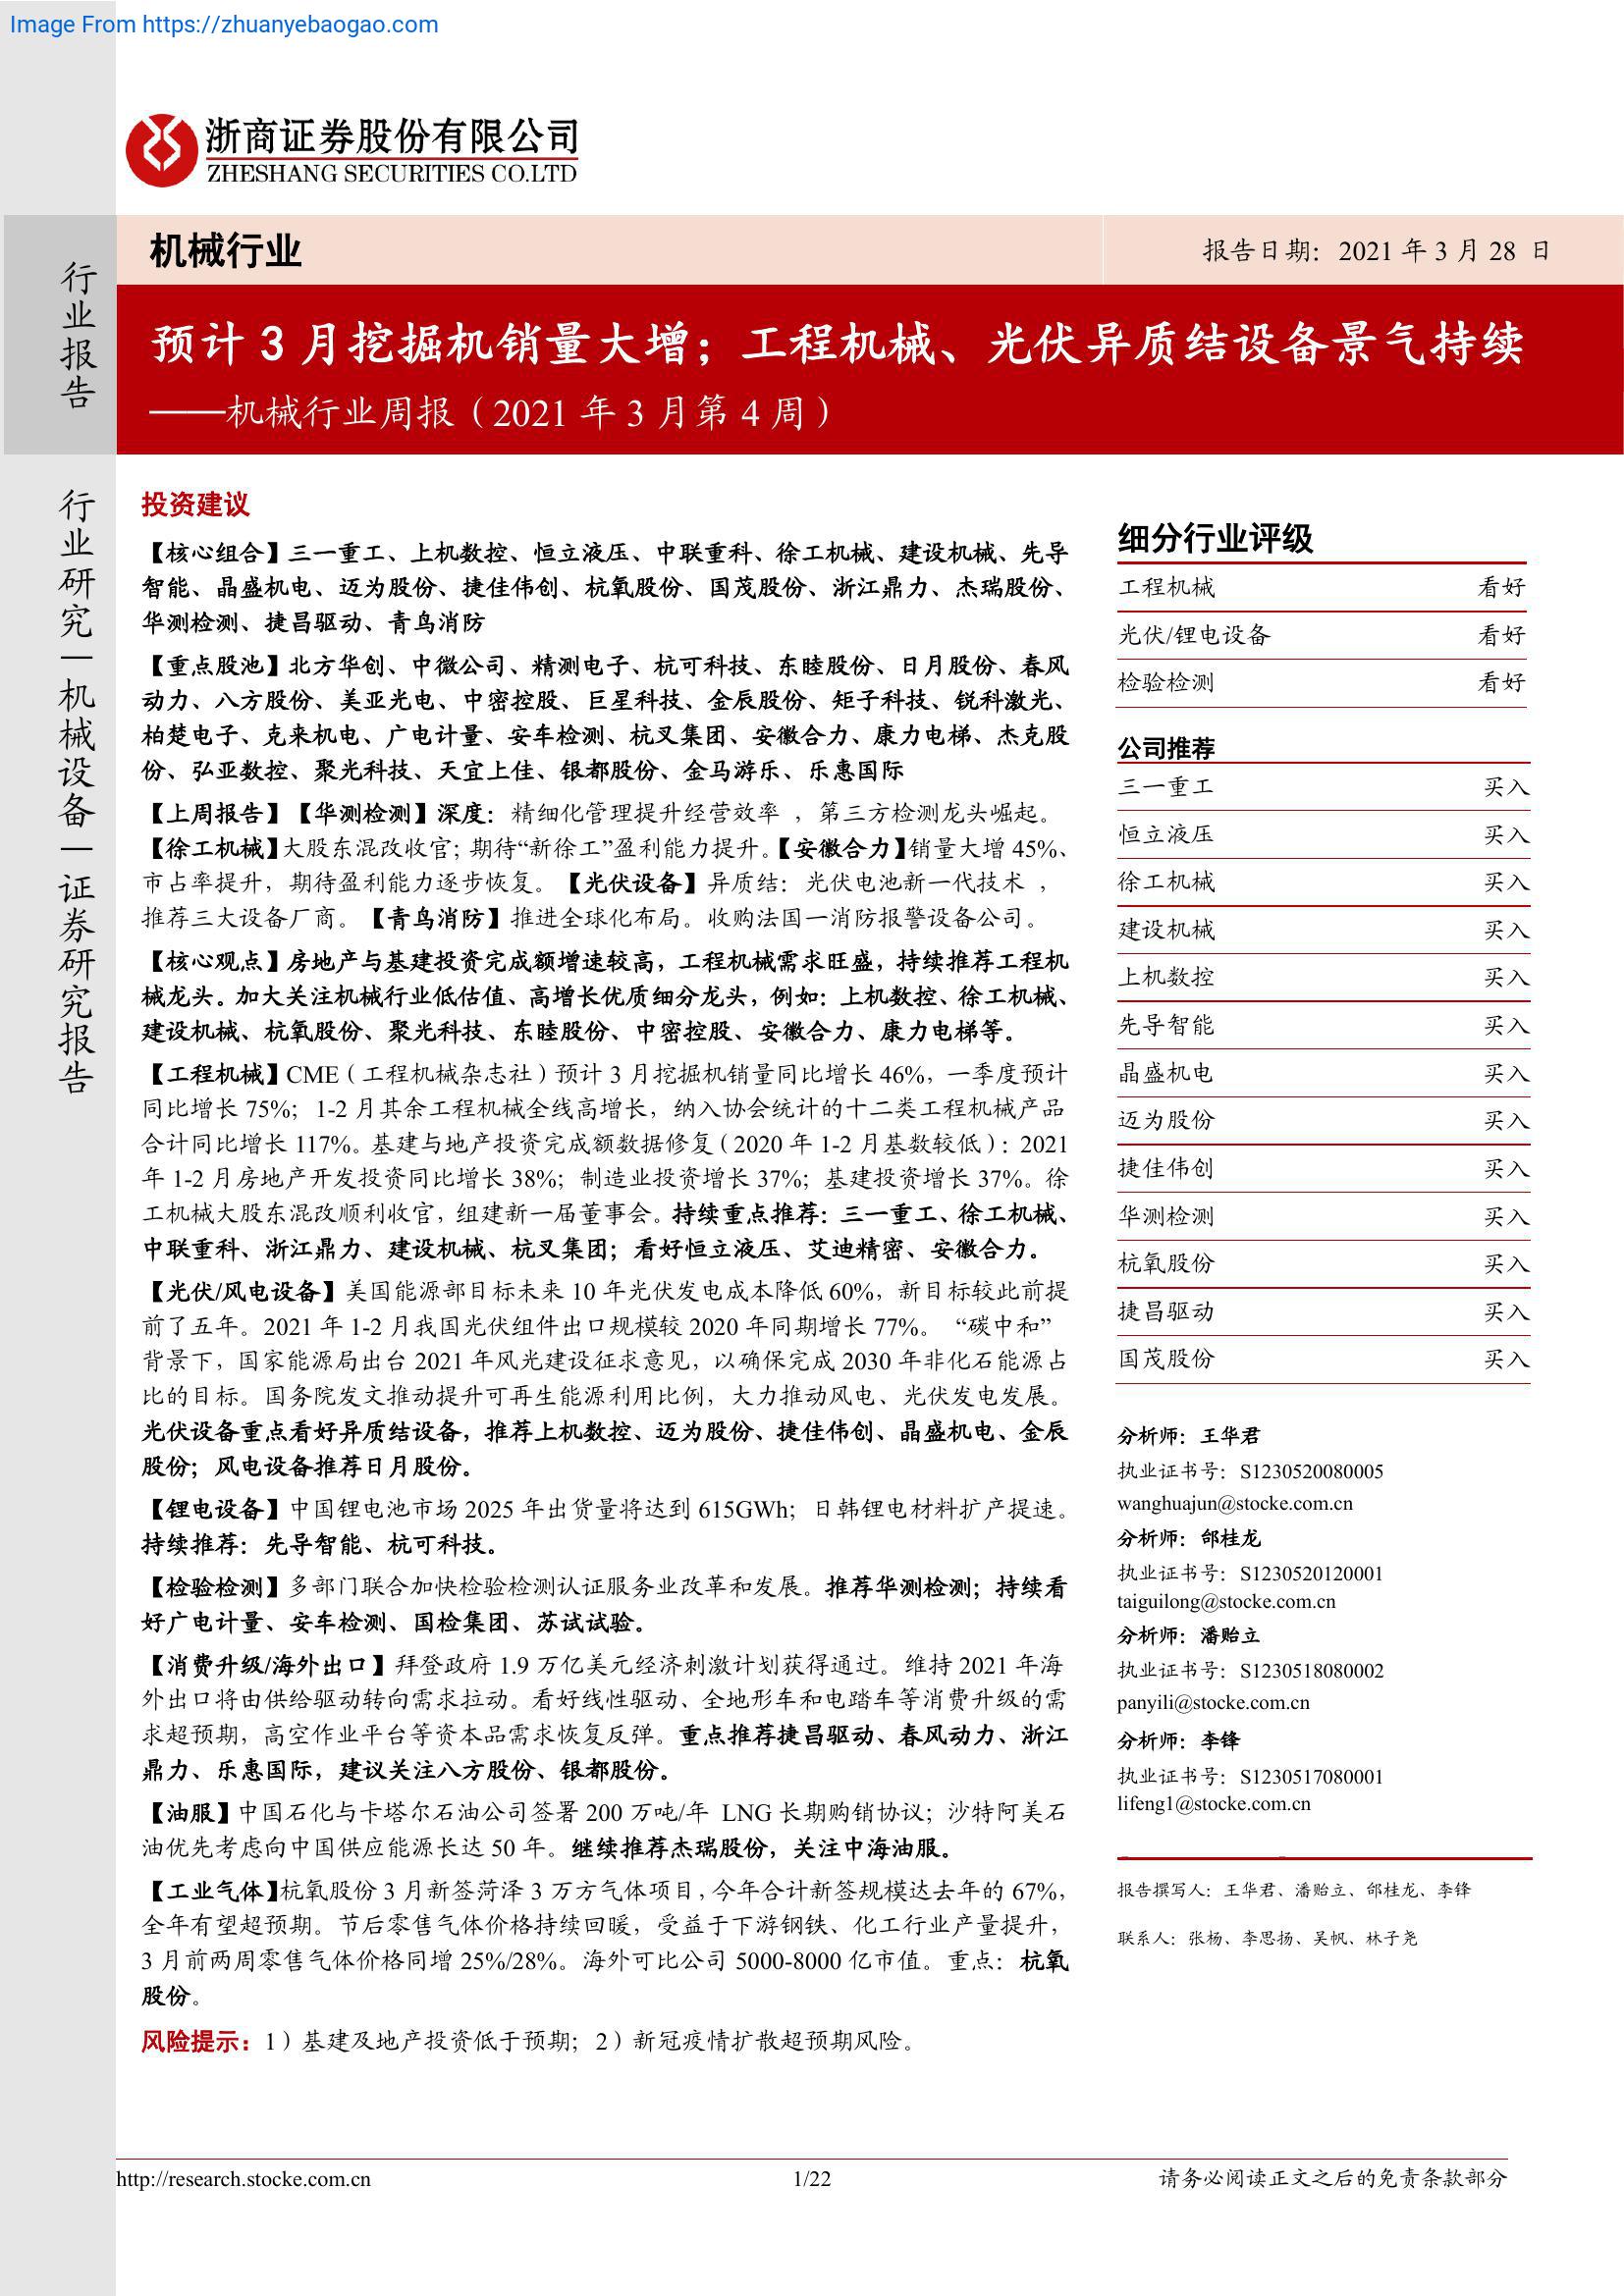 Image From https://zhuanyebaogao.com
浙商证券股份有限公司
ZHESHANG SECURITIES CO.LTD
行业报告
行业研究|机械设备|证券研究报告
机械行业
报告日期：2021 年 3 月 28 日
预计 3 月挖掘机销量大增；工程机械、光伏异质结设备景气持续
——机械行业周报（2021 年 3 月第 4 周）
投资建议
【核心组合】三一重工、上机数控、恒立液压、中联重科、徐工机械、建设机械、先导
智能、晶盛机电、迈为股份、捷佳伟创、杭氧股份、国茂股份、浙江鼎力、杰瑞股份、
华测检测、捷昌驱动、青鸟消防
【重点股池】北方华创、中微公司、精测电子、杭可科技、东睦股份、日月股份、春风
动力、八方股份、美亚光电、中密控股、巨星科技、金辰股份、矩子科技、锐科激光、
柏楚电子、克来机电、广电计量、安车检测、杭叉集团、安徽合力、康力电梯、杰克股
份、弘亚数控、聚光科技、天宜上佳、银都股份、金马游乐、乐惠国际
【上周报告】【华测检测】深度：精细化管理提升经营效率 ，第三方检测龙头崛起。
【徐工机械】大股东混改收官；期待“新徐工”盈利能力提升。【安徽合力】销量大增 45%、
市占率提升，期待盈利能力逐步恢复。【光伏设备】异质结：光伏电池新一代技术 ，
推荐三大设备厂商。【青鸟消防】推进全球化布局。收购法国一消防报警设备公司。
【核心观点】房地产与基建投资完成额增速较高，工程机械需求旺盛，持续推荐工程机
械龙头。加大关注机械行业低估值、高增长优质细分龙头，例如：上机数控、徐工机械、
建设机械、杭氧股份、聚光科技、东睦股份、中密控股、安徽合力、康力电梯等。
【工程机械】CME（工程机械杂志社）预计 3 月挖掘机销量同比增长 46%，一季度预计
同比增长 75%；1-2 月其余工程机械全线高增长，纳入协会统计的十二类工程机械产品
合计同比增长 117%。基建与地产投资完成额数据修复（2020 年 1-2 月基数较低）：2021
年 1-2 月房地产开发投资同比增长 38%；制造业投资增长 37%；基建投资增长 37%。徐
工机械大股东混改顺利收官，组建新一届董事会。持续重点推荐：三一重工、徐工机械、
中联重科、浙江鼎力、建设机械、杭叉集团；看好恒立液压、艾迪精密、安徽合力。
【光伏/风电设备】美国能源部目标未来 10 年光伏发电成本降低 60%，新目标较此前提
前了五年。2021 年 1-2 月我国光伏组件出口规模较 2020 年同期增长 77%。 “碳中和”
背景下，国家能源局出台 2021 年风光建设征求意见，以确保完成 2030 年非化石能源占
比的目标。国务院发文推动提升可再生能源利用比例，大力推动风电、光伏发电发展。
光伏设备重点看好异质结设备，推荐上机数控、迈为股份、捷佳伟创、晶盛机电、金辰
股份；风电设备推荐日月股份。
【锂电设备】中国锂电池市场 2025 年出货量将达到 615GWh；日韩锂电材料扩产提速。
持续推荐：先导智能、杭可科技。
【检验检测】多部门联合加快检验检测认证服务业改革和发展。推荐华测检测；持续看
好广电计量、安车检测、国检集团、苏试试验。
【消费升级/海外出口】拜登政府 1.9 万亿美元经济刺激计划获得通过。维持 2021 年海
外出口将由供给驱动转向需求拉动。看好线性驱动、全地形车和电踏车等消费升级的需
求超预期，高空作业平台等资本品需求恢复反弹。重点推荐捷昌驱动、春风动力、浙江
鼎力、乐惠国际，建议关注八方股份、银都股份。
【油服】中国石化与卡塔尔石油公司签署 200 万吨/年 LNG 长期购销协议；沙特阿美石
油优先考虑向中国供应能源长达 50 年。继续推荐杰瑞股份，关注中海油服。
【工业气体】杭氧股份 3 月新签菏泽 3 万方气体项目，今年合计新签规模达去年的 67%，
全年有望超预期。节后零售气体价格持续回暖，受益于下游钢铁、化工行业产量提升，
3 月前两周零售气体价格同增 25%/28%。海外可比公司 5000-8000 亿市值。重点：杭氧
股份。
风险提示：1）基建及地产投资低于预期；2）新冠疫情扩散超预期风险。
细分行业评级
工程机械 看好
光伏/锂电设备 看好
检验检测 看好
公司推荐
三一重工 买入
恒立液压 买入
徐工机械 买入
建设机械 买入
上机数控 买入
先导智能 买入
晶盛机电 买入
迈为股份 买入
捷佳伟创 买入
华测检测 买入
杭氧股份 买入
捷昌驱动 买入
国茂股份 买入
分析师：王华君
执业证书号：S1230520080005
wanghuajun@stocke.com.cn
分析师：邰桂龙
执业证书号：S1230520120001
taiguilong@stocke.com.cn
分析师：潘贻立
执业证书号：S1230518080002
panyili@stocke.com.cn
分析师：李锋
执业证书号：S1230517080001
lifeng1@stocke.com.cn
报告撰写人：王华君、潘贻立、邰桂龙、李锋
联系人：张杨、李思扬、吴帆、林子尧
http://research.stocke.com.cn
1/22
请务必阅读正文之后的免责条款部分